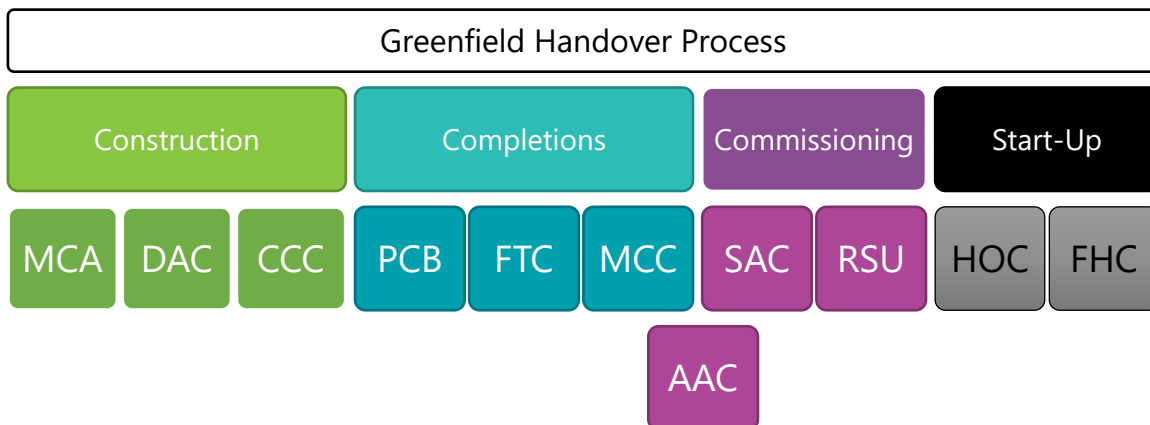 Greenfield Handover Process
Construction Completions Commissioning Start-Up
MCA DAC CCC PCB FTC MCC SAC RSU HOC FHC
AAC